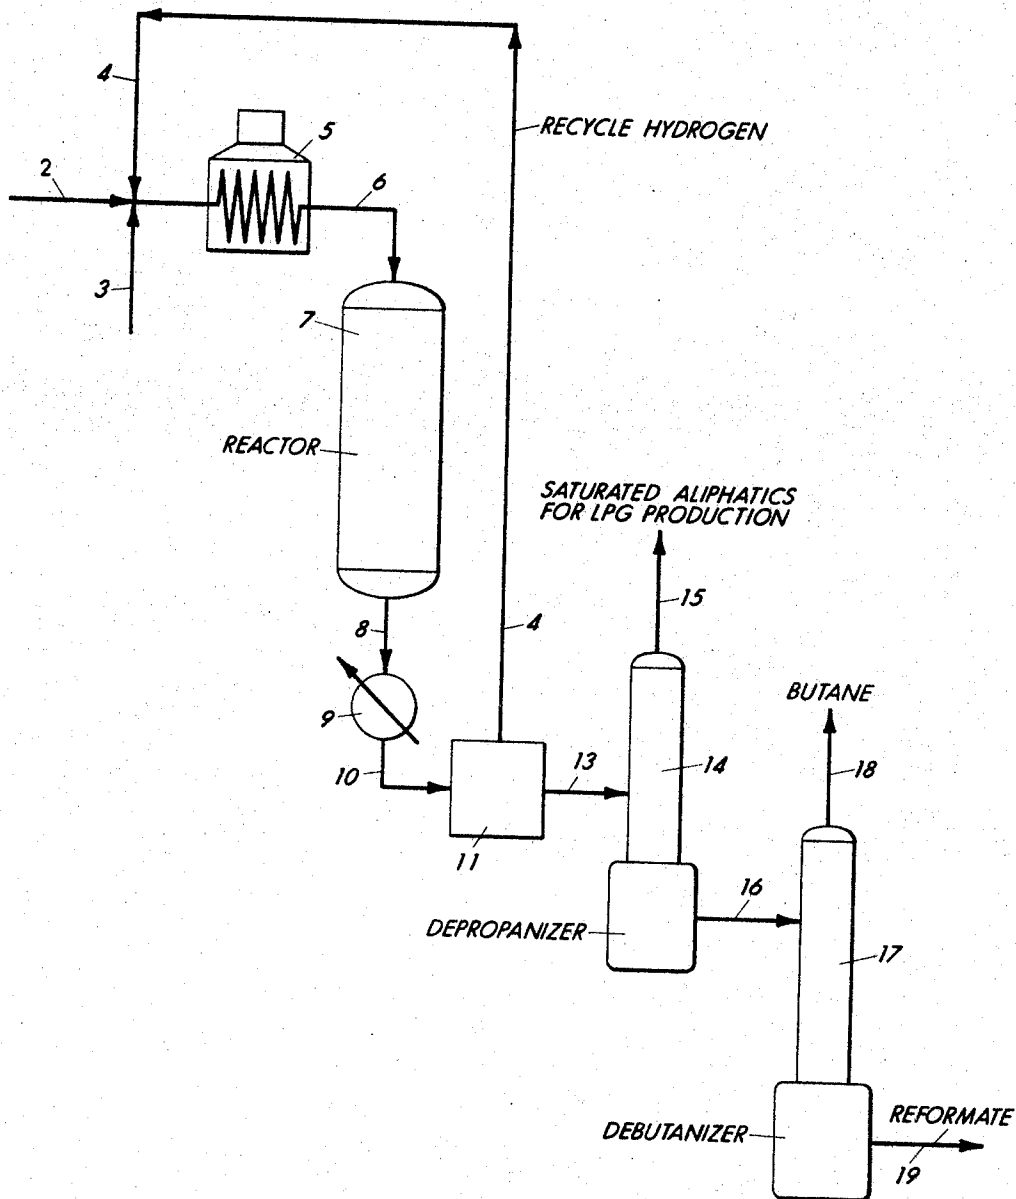 4
RECYCLE HYDROGEN
5
2
6
3
7
REACTOR
SATURATED ALIPHATICS
FOR LPG PRODUCTION
15
8
4
BUTANE
9
10
13
14
18
11
16
DEPROPANIZER
17
REFORMATE
DEBUTANIZER
19